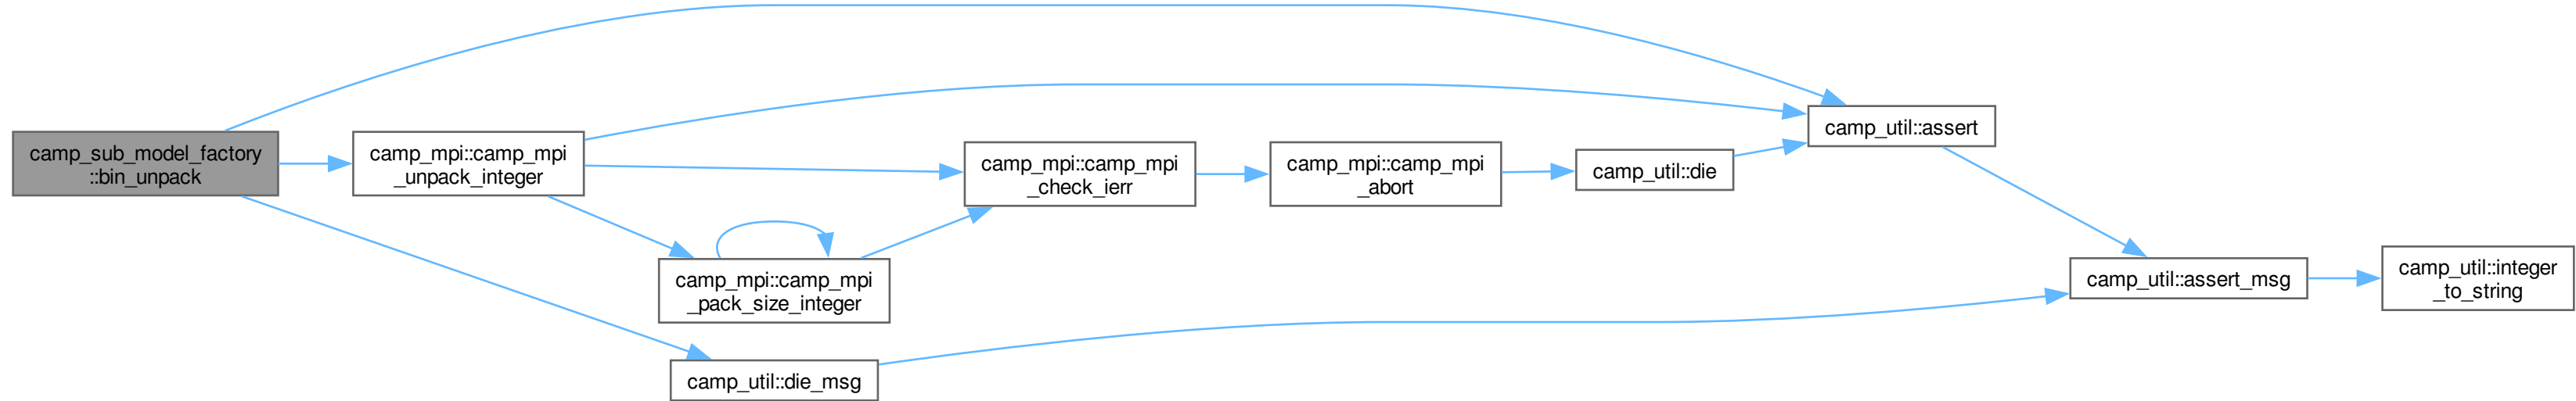 camp_sub_model_factory
::bin_unpack
camp_mpi::camp_mpi
_unpack_integer
camp_mpi::camp_mpi
_pack_size_integer
camp_util::die_msg
camp_mpi::camp_mpi
_check_ierr
camp_mpi::camp_mpi
_abort
camp_util::die
camp_util::assert
camp_util::assert_msg
camp_util::integer
_to_string